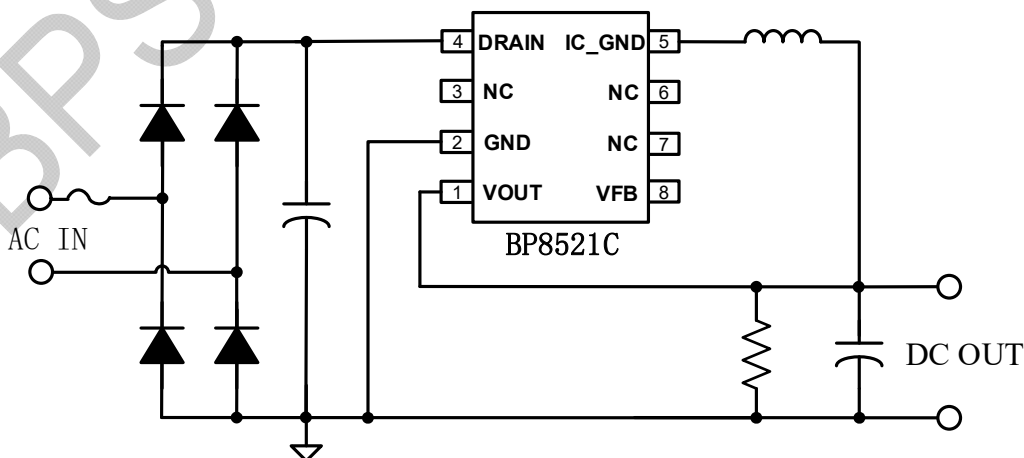 BPS
4 DRAIN IC_GND 5
3 NC NC 6
2 GND NC 7
1 VOUT VFB 8
BP8521C
AC IN
DC OUT